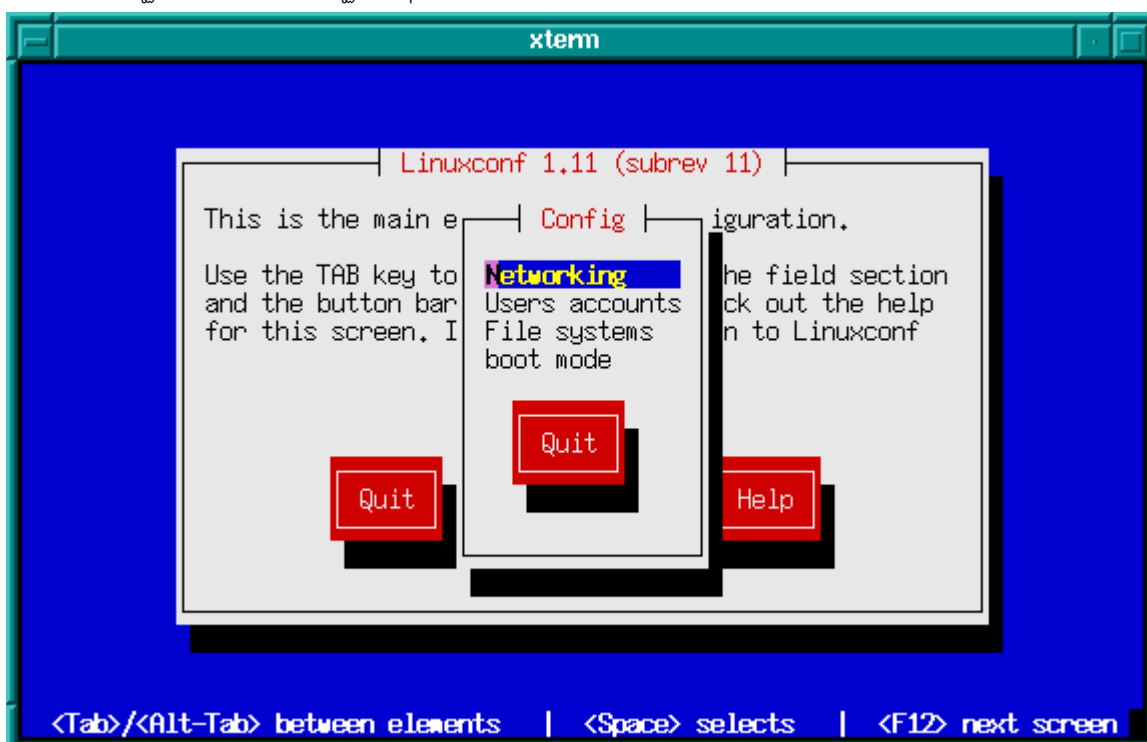 xterm
Linuxconf 1.11 (subrev 11)
This is the main e
iguration.
Config
Use the TAB key to
Networking
he field section
and the button bar
Users accounts
ck out the help
for this screen. I
File systems
n to Linuxconf
boot mode
Quit
Quit
Help
<Tab>/<Alt-Tab> between elements | <Space> selects | <F12> next screen